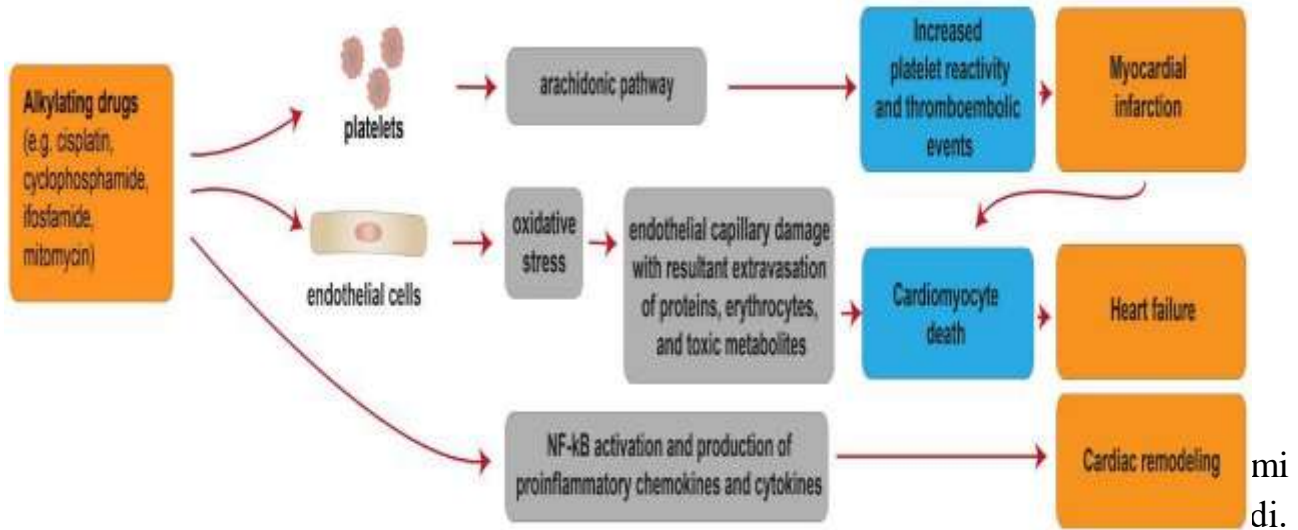 Alkylating drugs
(e.g. cisplatin,
cyclophosphamide,
ifosfamide,
mitomycin)
platelets
arachidonic pathway
Increased
platelet reactivity
and thromboembolic
events
Myocardial
infarction
endothelial cells
oxidative
stress
endothelial capillary damage
with resultant extravasation
of proteins, erythrocytes,
and toxic metabolites
Cardiomyocyte
death
Heart failure
NF-kB activation and production of
proinflammatory chemokines and cytokines
Cardiac remodeling
mi
di.